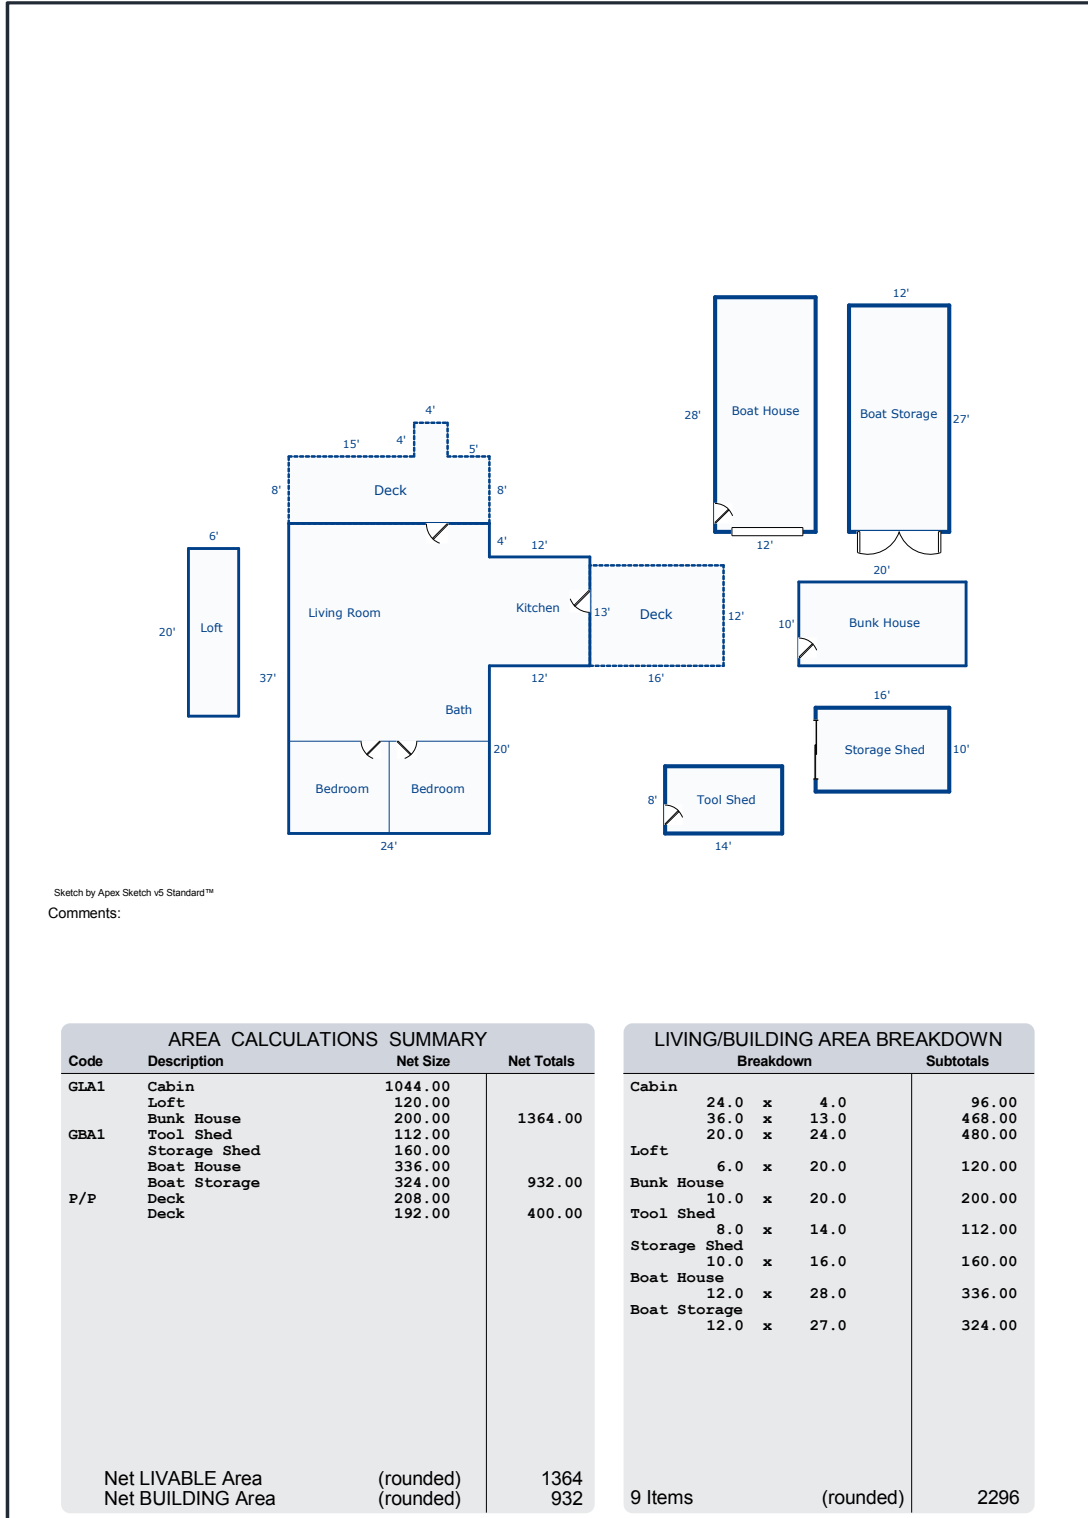 12'
28'
Boat House
Boat Storage
27'
12'
4'
4'
15'
5'
8'
Deck
8'
4'
12'
6'
20'
Loft
Living Room
Kitchen
13'
Deck
12'
37'
12'
16'
Bath
20'
Bedroom
Bedroom
24'
20'
10'
Bunk House
16'
Storage Shed
10'
8'
Tool Shed
14'
Sketch by Apex Sketch v5 Standard™
Comments:
AREA CALCULATIONS SUMMARY
Code Description Net Size Net Totals
GLA1 Cabin 1044.00
Loft 120.00
Bunk House 200.00 1364.00
GBA1 Tool Shed 112.00
Storage Shed 160.00
Boat House 336.00
Boat Storage 324.00 932.00
P/P Deck 208.00
Deck 192.00 400.00
Net LIVABLE Area (rounded) 1364
Net BUILDING Area (rounded) 932
LIVING/BUILDING AREA BREAKDOWN
Breakdown Subtotals
Cabin
24.0 x 4.0 96.00
36.0 x 13.0 468.00
20.0 x 24.0 480.00
Loft
6.0 x 20.0 120.00
Bunk House
10.0 x 20.0 200.00
Tool Shed
8.0 x 14.0 112.00
Storage Shed
10.0 x 16.0 160.00
Boat House
12.0 x 28.0 336.00
Boat Storage
12.0 x 27.0 324.00
9 Items (rounded) 2296